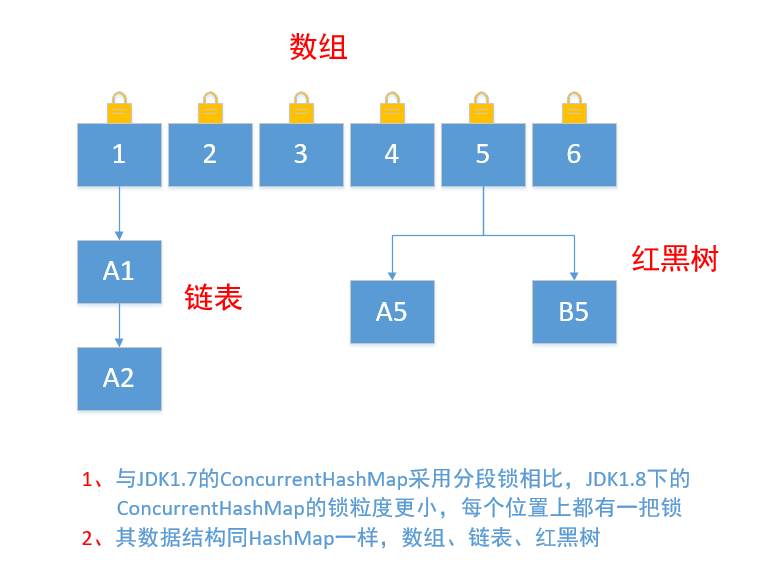 数组
1 2 3 4 5 6
A1
红黑树
链表
A5 B5
A2
1、与JDK1.7的ConcurrentHashMap采用分段锁相比，JDK1.8下的
ConcurrentHashMap的锁粒度更小，每个位置上都有一把锁
2、其数据结构同HashMap一样，数组、链表、红黑树